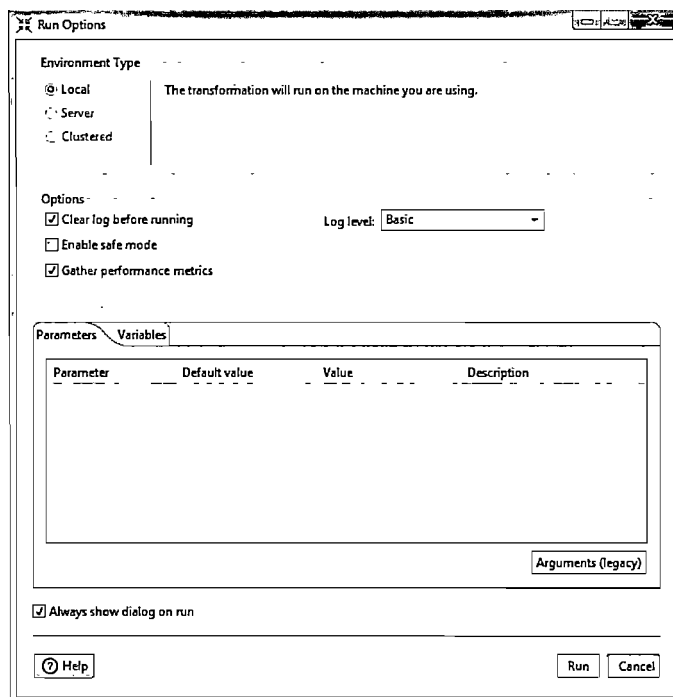 Run Options
Environment Type
Local
The transformation will run on the machine you are using.
Server
Clustered
Options
Clear log before running
Log level: Basic
Enable safe mode
Gather performance metrics
Parameters Variables
Parameter Default value Value Description
Arguments (legacy)
Always show dialog on run
Help
Run Cancel